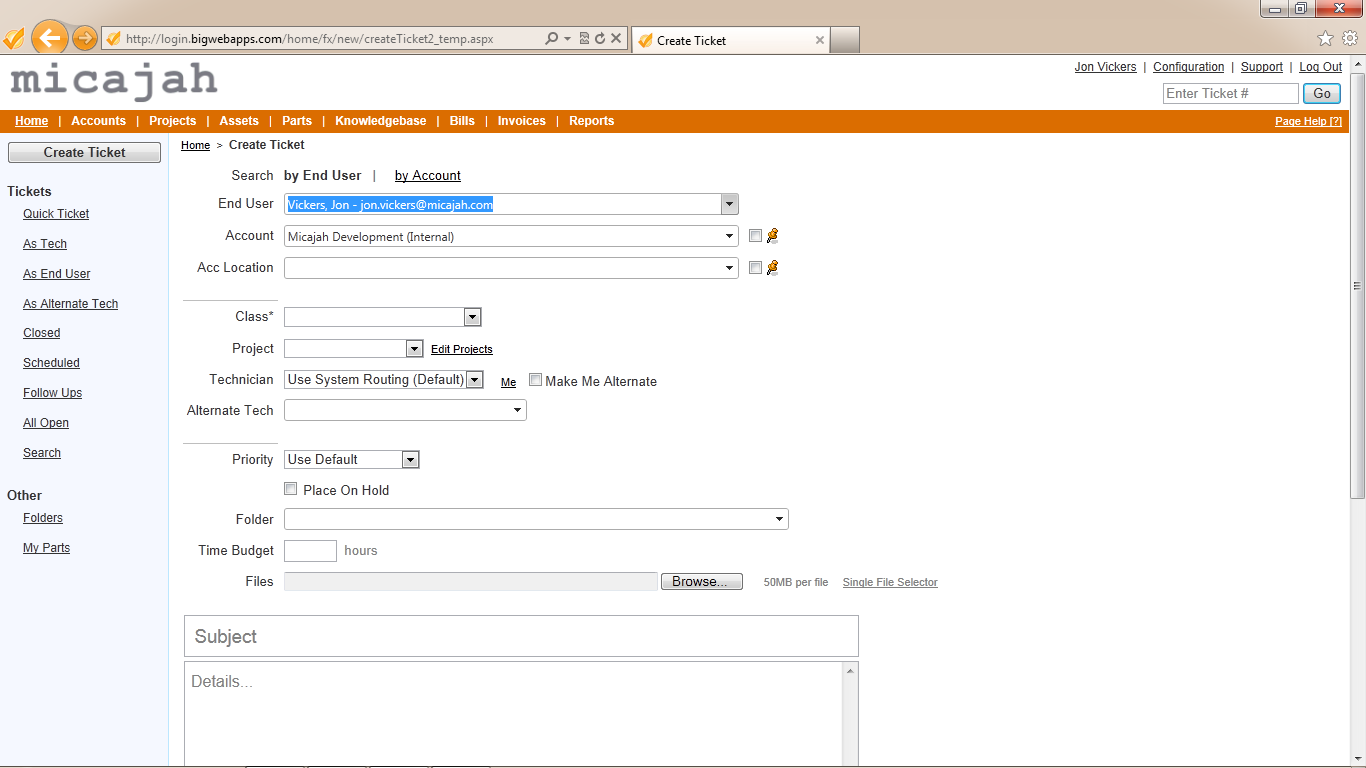 http://login.bigwebapps.com/home/fx/new/createTicket2_temp.aspx
Create Ticket
micajah
Jon Vickers | Configuration | Support | Log Out
Enter Ticket # Go
Home | Accounts | Projects | Assets | Parts | Knowledgebase | Bills | Invoices | Reports
Page Help [?]
Create Ticket
Tickets
Quick Ticket
As Tech
As End User
As Alternate Tech
Closed
Scheduled
Follow Ups
All Open
Search
Other
Folders
My Parts
Home > Create Ticket
Search by End User | by Account
End User Vickers, Jon - jon.vickers@micajah.com
Account Micajah Development (Internal)
Acc Location
Class*
Project Edit Projects
Technician Use System Routing (Default) Me Make Me Alternate
Alternate Tech
Priority Use Default
Place On Hold
Folder
Time Budget hours
Files Browse... 50MB per file Single File Selector
Subject
Details...